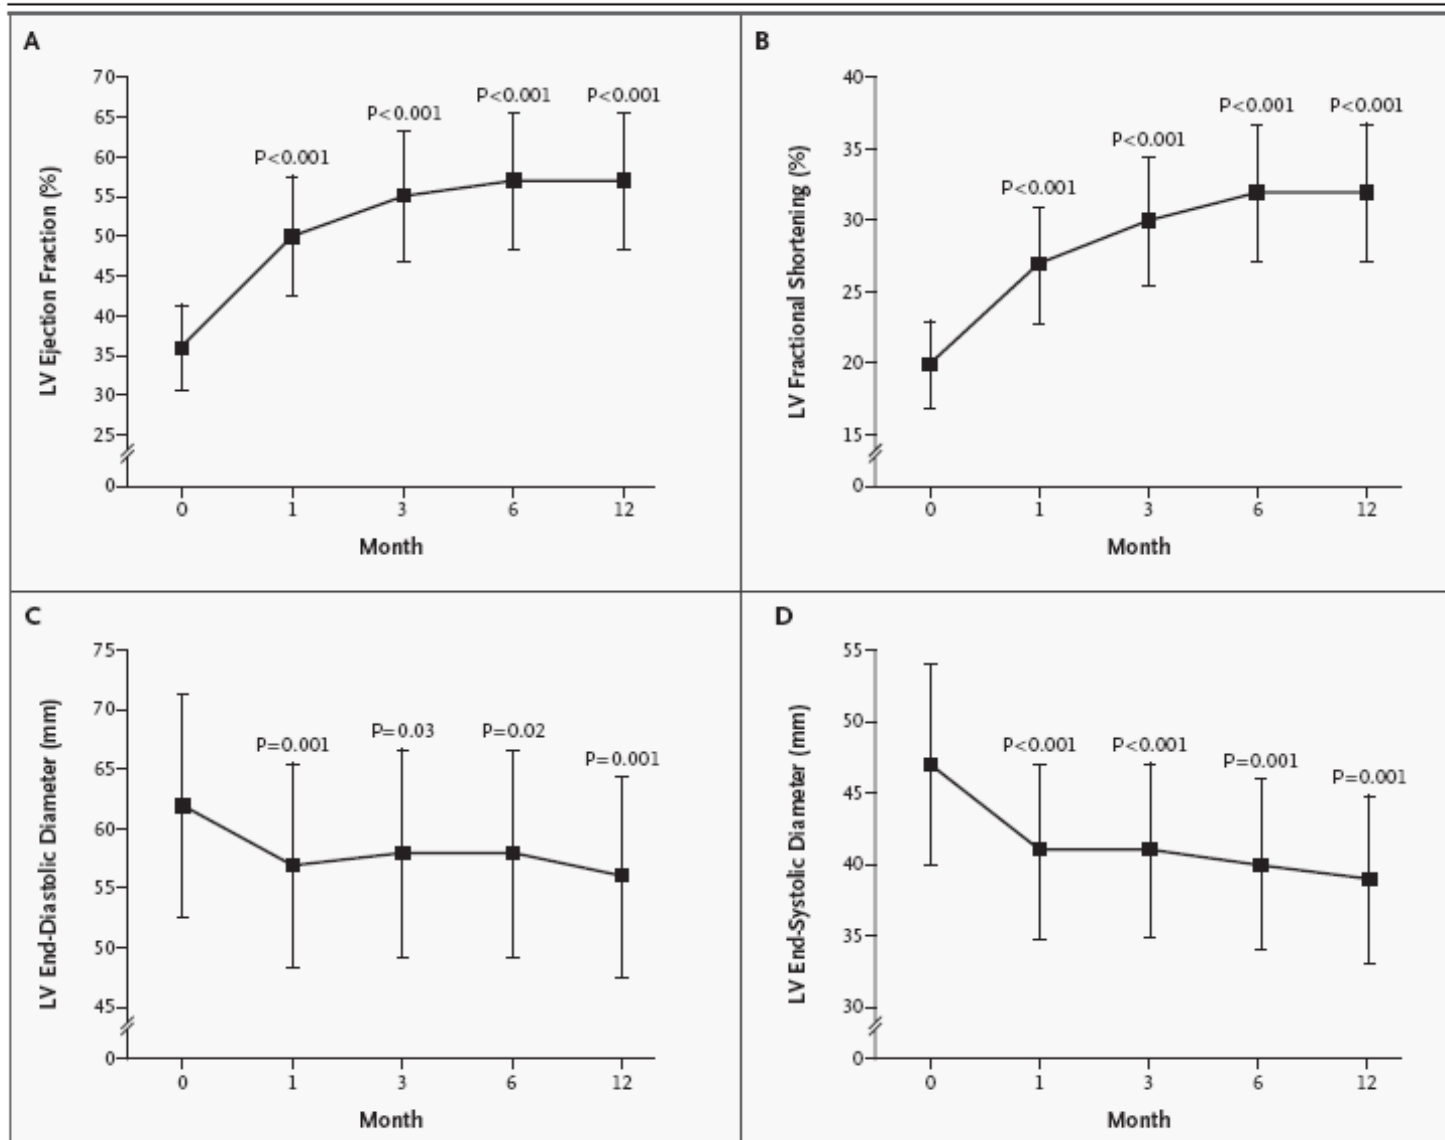 A
LV Ejection Fraction (%)
70
65
60
55
50
45
40
35
30
25
0
P<0.001
P<0.001
P<0.001
P<0.001
0 1 3 6 12
Month
B
LV Fractional Shortening (%)
40
35
30
25
20
15
0
P<0.001
P<0.001
P<0.001
P<0.001
0 1 3 6 12
Month
C
LV End-Diastolic Diameter (mm)
75
70
65
60
55
50
45
0
P=0.001
P=0.03
P=0.02
P=0.001
0 1 3 6 12
Month
D
LV End-Systolic Diameter (mm)
55
50
45
40
35
30
0
P<0.001
P<0.001
P=0.001
P=0.001
0 1 3 6 12
Month